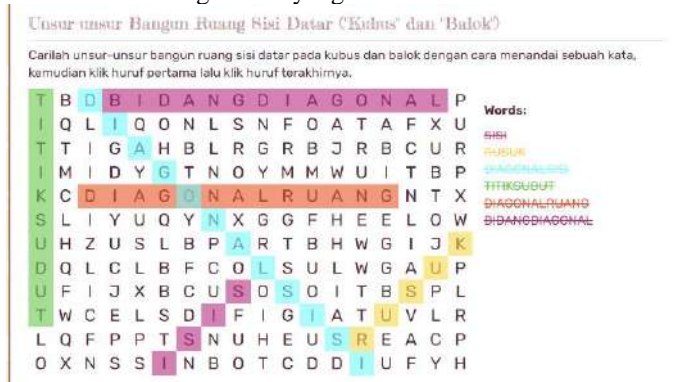 Unsur-unsur Bangun Ruang Sisi Datar ("Kubus" dan "Balok")
Carilah unsur-unsur bangun ruang sisi datar pada kubus dan balok dengan cara menandai sebuah kata,
kemudian klik huruf pertama lalu klik huruf terakhirnya.
T B D B I D A N G D I A G O N A L P
I Q L I Q O N L S N F O A T A F X U
T T I G A H B L R G R B J R B C U R
I M I D Y G T N O Y M M W U I T B P
K C D I A G O N A L R U A N G N T X
S L I Y U Q Y N X G G F H E E L O W
U H Z U S L B P A R T B H W G I J K
D Q L C L B F C O L S U L W G A U P
U F I J X B C U S O S O I T B S P L
T W C E L S D I F I G I A T U V L R
L Q F P P T S N U H E U S R E A C P
O X N S S I N B O T C D D I U F Y H
Words:
SISI
RUSUK
DIAGONALSISI
TITIKSUDUT
DIAGONALRUANG
BIDANGDIAGONAL